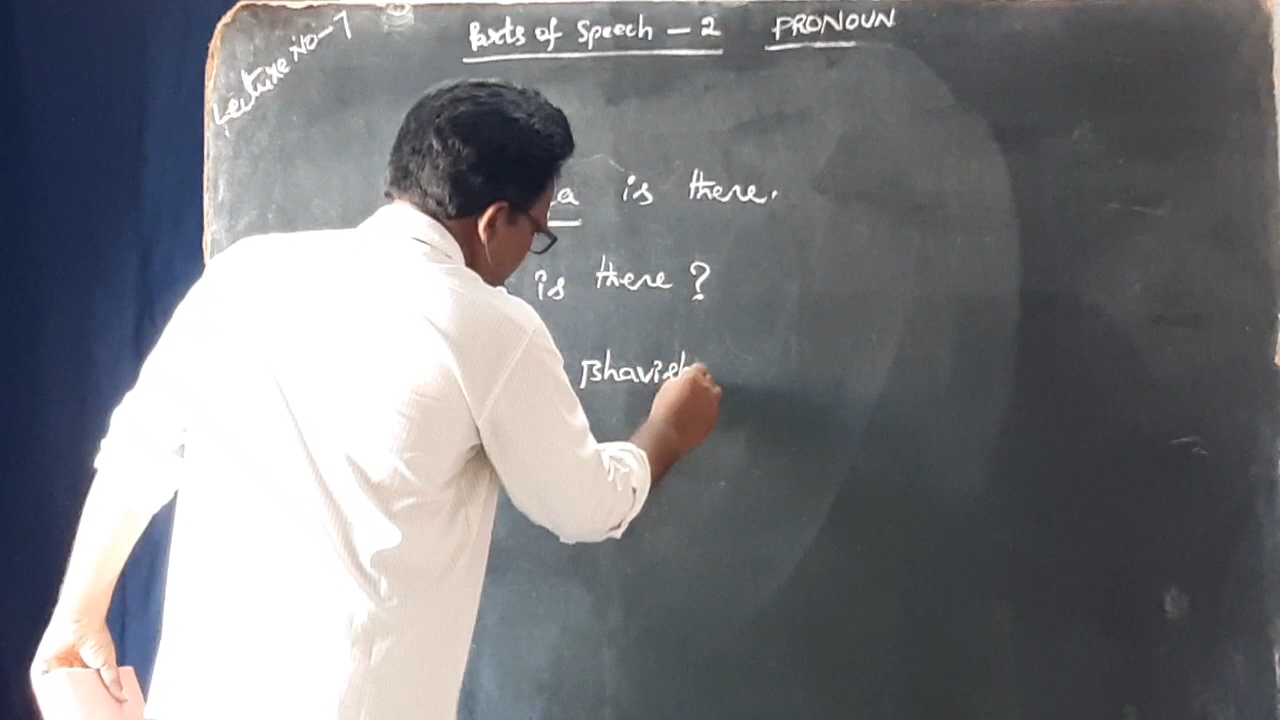 Lecture No-7
Parts of Speech - 2 PRONOUN
a is there.
is there ?
Bhavish